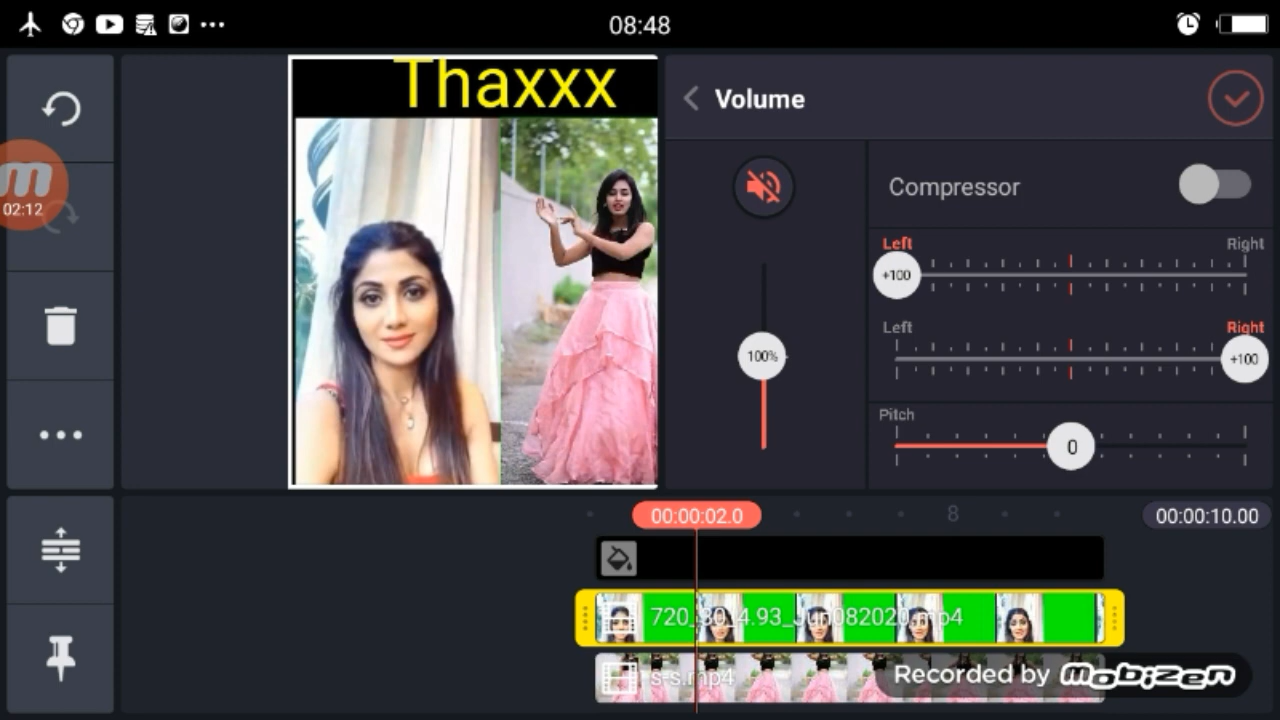 08:48
Thaxxx
Volume
02:12
Compressor
Left
Right
+100
Left
Right
100%
+100
Pitch
0
00:00:02.0
8
00:00:10.00
720_30_4.93_Jun082020.mp4
s-s.mp4
Recorded by mobizen